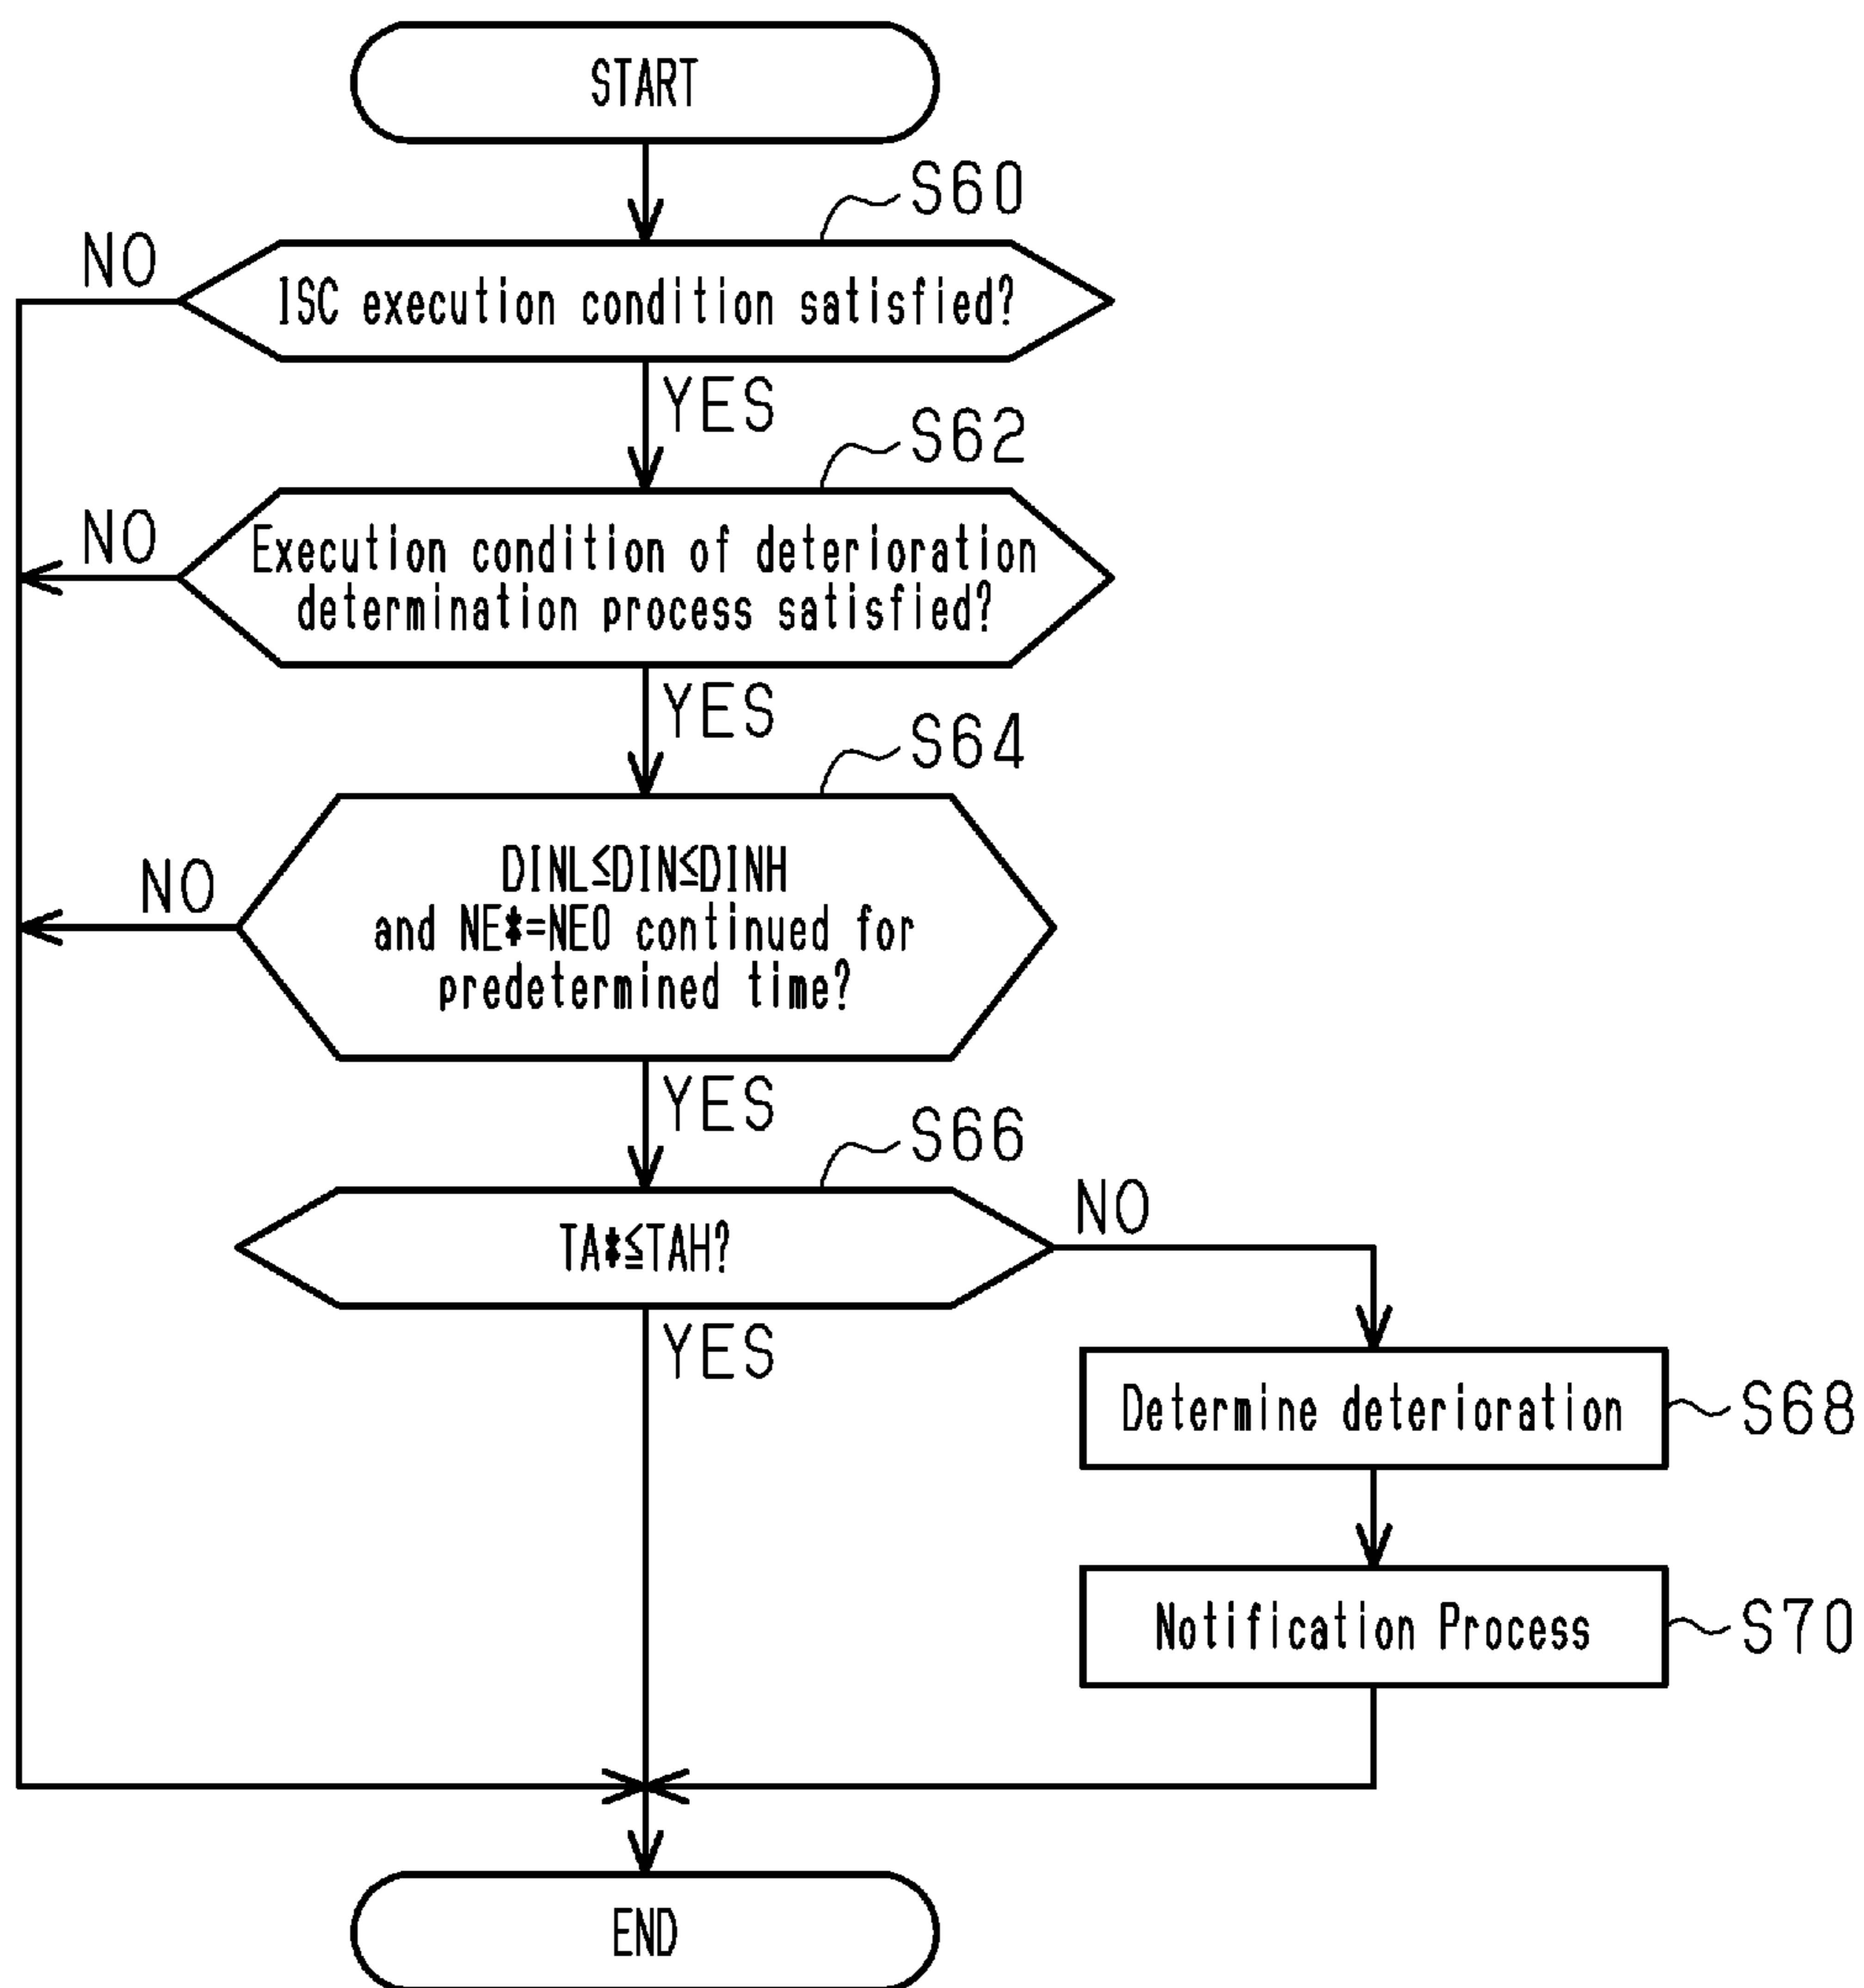 START
S60
NO
ISC execution condition satisfied?
YES
S62
NO
Execution condition of deterioration
determination process satisfied?
YES
S64
NO
DINL≦DIN≦DINH
and NE*=NE0 continued for
predetermined time?
YES
S66
NO
TA*≦TAH?
YES
Determine deterioration
S68
Notification Process
S70
END